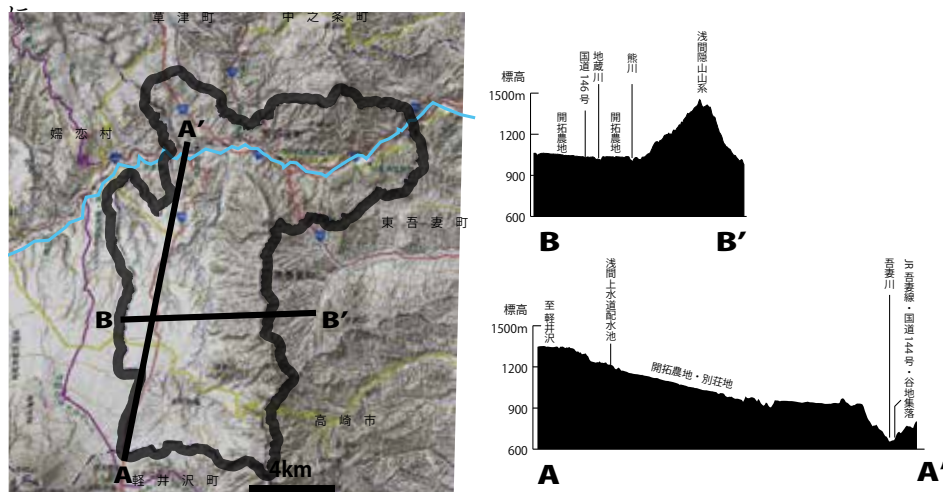 草津町
中之条町
嬬恋村
A′
東吾妻町
B
B′
高崎市
A
軽井沢町
4km
標高
1500m
1200
900
600
開拓農地
国道146号
地蔵川
開拓農地
熊川
浅間隠山山系
B
B′
標高
1500m
1200
900
600
至軽井沢
浅間上水道配水池
開拓農地・別荘地
吾妻川
JR吾妻線・国道144号・谷地集落
A
A′